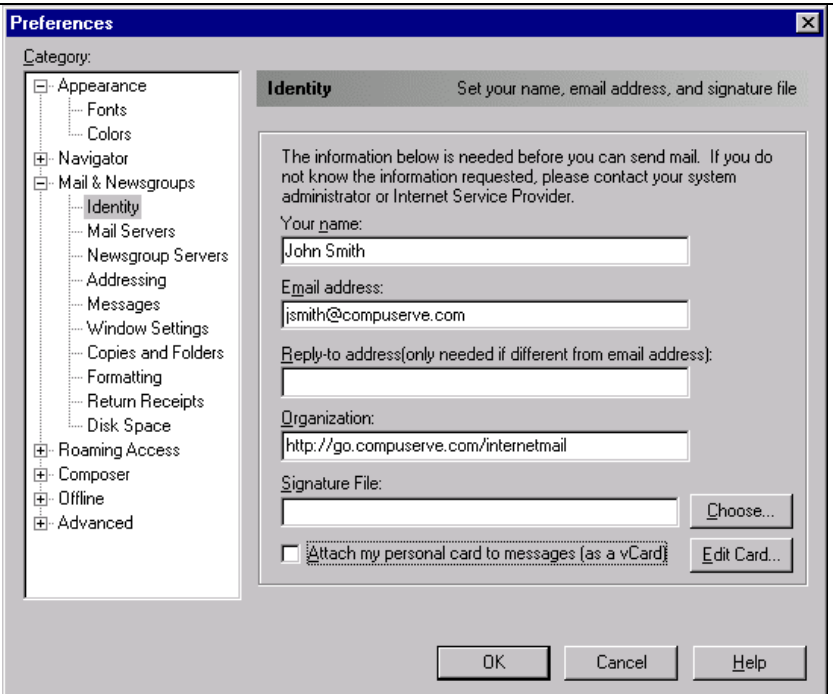 Preferences
Category:
Appearance
Fonts
Colors
Navigator
Mail & Newsgroups
Identity
Mail Servers
Newsgroup Servers
Addressing
Messages
Window Settings
Copies and Folders
Formatting
Return Receipts
Disk Space
Roaming Access
Composer
Offline
Advanced
Identity Set your name, email address, and signature file
The information below is needed before you can send mail. If you do
not know the information requested, please contact your system
administrator or Internet Service Provider.
Your name:
John Smith
Email address:
jsmith@compuserve.com
Reply-to address(only needed if different from email address):
Organization:
http://go.compuserve.com/internetmail
Signature File:
Choose...
Attach my personal card to messages (as a vCard)
Edit Card...
OK Cancel Help